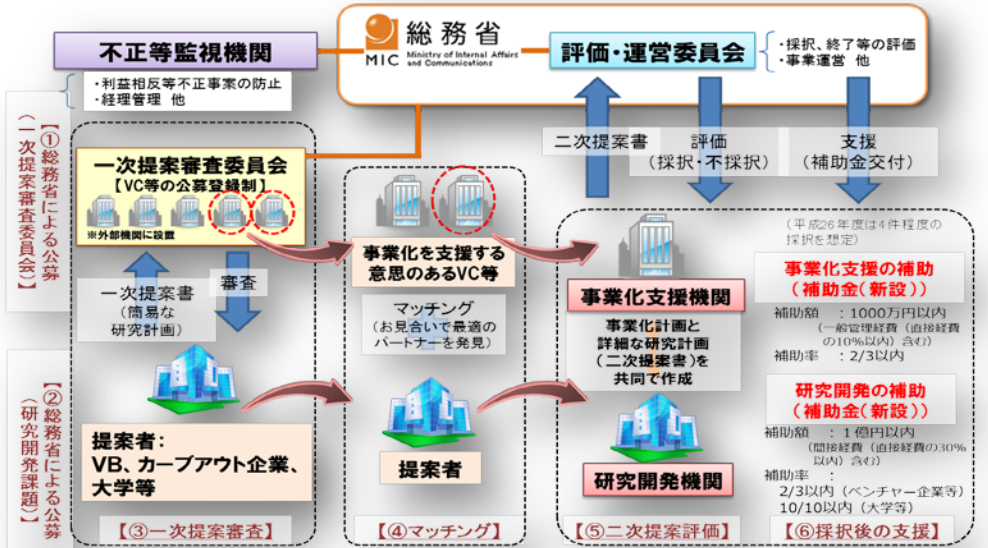 不正等監視機関
・利益相反等不正事案の防止
・経理管理 他
総務省
MIC
Ministry of Internal Affairs
and Communications
評価・運営委員会
・採択、終了等の評価
・事業運営 他
【①総務省による公募
(一次提案審査委員会)】
【②総務省による公募
(研究開発課題)】
一次提案審査委員会
【VC等の公募登録制】
※外部機関に設置
一次提案書
(簡易な
研究計画)
審査
提案者:
VB、カーブアウト企業、
大学等
【③一次提案審査】
事業化を支援する
意思のあるVC等
マッチング
(お見合いで最適の
パートナーを発見)
提案者
【④マッチング】
二次提案書
評価
(採択・不採択)
支援
(補助金交付)
事業化支援機関
事業化計画と
詳細な研究計画
(二次提案書)を
共同で作成
研究開発機関
【⑤二次提案評価】
(平成26年度は4件程度の
採択を想定)
事業化支援の補助
(補助金(新設))
補助額 :1000万円以内
(一般管理経費(直接経費
の10%以内)含む)
補助率 :2/3以内
研究開発の補助
(補助金(新設))
補助額 :1億円以内
(間接経費(直接経費の30%
以内)含む)
補助率 :
2/3以内(ベンチャー企業等)
10/10以内(大学等)
【⑥採択後の支援】